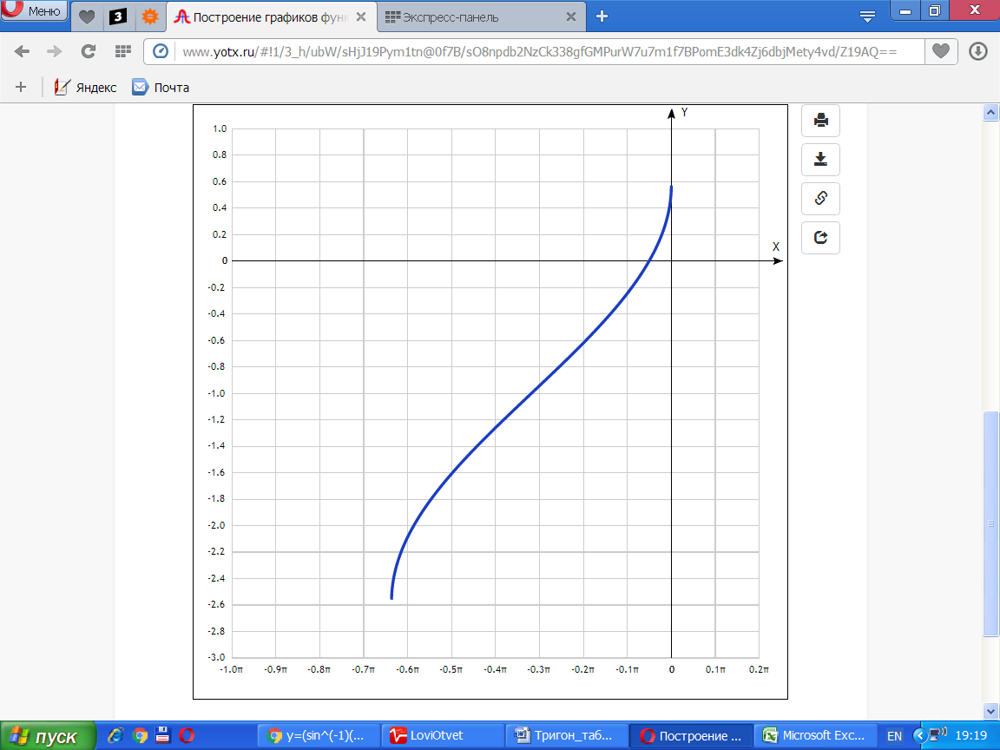 Меню
3
Построение графиков фун
Экспресс-панель
www.yotx.ru/#!1/3_h/ubW/sHjJ19Pym1tn@0f7B/sO8npdb2NzCk338gfGMPurW7u7m1f7BPomE3dk4Zj6dbjMety4vd/Z19AQ==
Яндекс
Почта
Y
1.0
0.8
0.6
0.4
0.2
X
0
-0.2
-0.4
-0.6
-0.8
-1.0
-1.2
-1.4
-1.6
-1.8
-2.0
-2.2
-2.4
-2.6
-2.8
-3.0
-1.0π -0.9π -0.8π -0.7π -0.6π -0.5π -0.4π -0.3π -0.2π -0.1π 0 0.1π 0.2π
пуск
y=(sin^(-1)(...
LoviOtvet
Тригон_таб...
Построение ...
Microsoft Exc...
EN
19:19